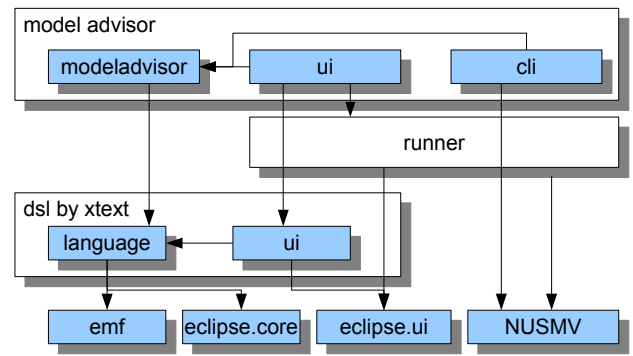 model advisor
modeladvisor
ui
cli
runner
dsl by xtext
language
ui
emf
eclipse.core
eclipse.ui
NUSMV